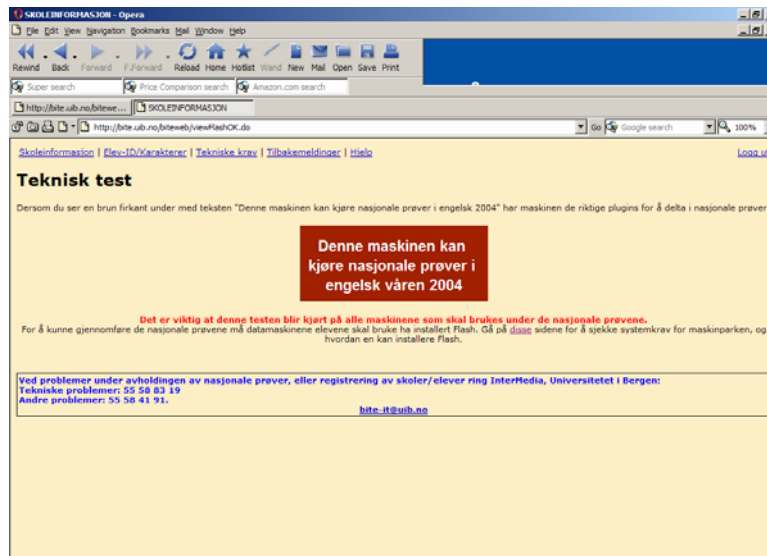 SKOLEINFORMASJON - Opera
File Edit View Navigation Bookmarks Mail Window Help
Rewind Back Forward F.Forward Reload Home Hotlist Wand New Mail Open Save Print
Super search Price Comparison search Amazon.com search
http://bite.uib.no/bitewe... SKOLEINFORMASJON
http://bite.uib.no/biteweb/viewFlashOK.do Go Google search 100%
Skoleinformasjon | Elev-ID/Karakterer | Tekniske krav | Tilbakemeldinger | Hjelp Logg u
Teknisk test
Dersom du ser en brun firkant under med teksten "Denne maskinen kan kjøre nasjonale prøver i engelsk 2004" har maskinen de riktige plugins for å delta i nasjonale prøver
Denne maskinen kan
kjøre nasjonale prøver i
engelsk våren 2004
Det er viktig at denne testen blir kjørt på alle maskinene som skal brukes under de nasjonale prøvene.
For å kunne gjennomføre de nasjonale prøvene må datamaskinene elevene skal bruke ha installert Flash. Gå på disse sidene for å sjekke systemkrav for maskinparken, og
hvordan en kan installere Flash.
Ved problemer under avholdingen av nasjonale prøver, eller registrering av skoler/elever ring InterMedia, Universitetet i Bergen:
Tekniske problemer: 55 58 83 19
Andre problemer: 55 58 41 91.
bite-it@uib.no